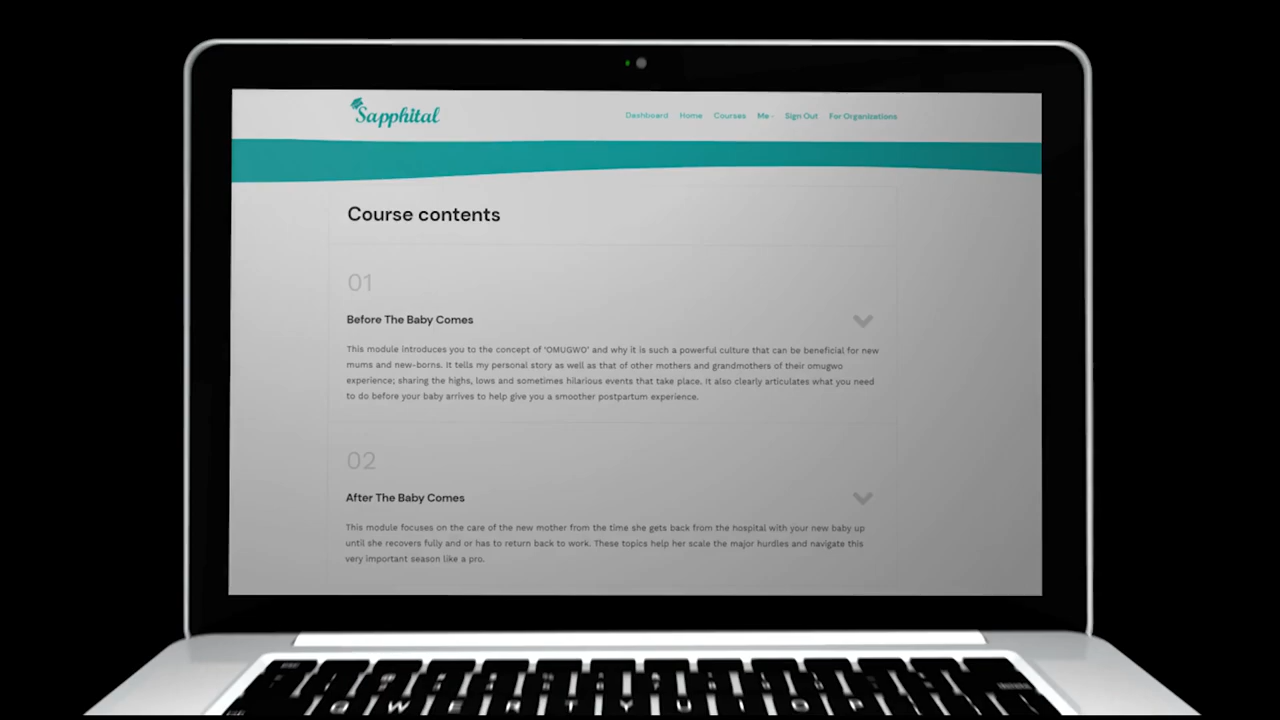 Sapphital
Dashboard Home Courses Me Sign Out For Organizations
Course contents
01
Before The Baby Comes
This module introduces you to the concept of 'OMUGWO' and why it is such a powerful culture that can be beneficial for new
mums and new-borns. It tells my personal story as well as that of other mothers and grandmothers of their omugwo
experience; sharing the highs, lows and sometimes hilarious events that take place. It also clearly articulates what you need
to do before your baby arrives to help give you a smoother postpartum experience.
02
After The Baby Comes
This module focuses on the care of the new mother from the time she gets back from the hospital with your new baby up
until she recovers fully and or has to return back to work. These topics help her scale the major hurdles and navigate this
very important season like a pro.
Q W E R T Y U I O P